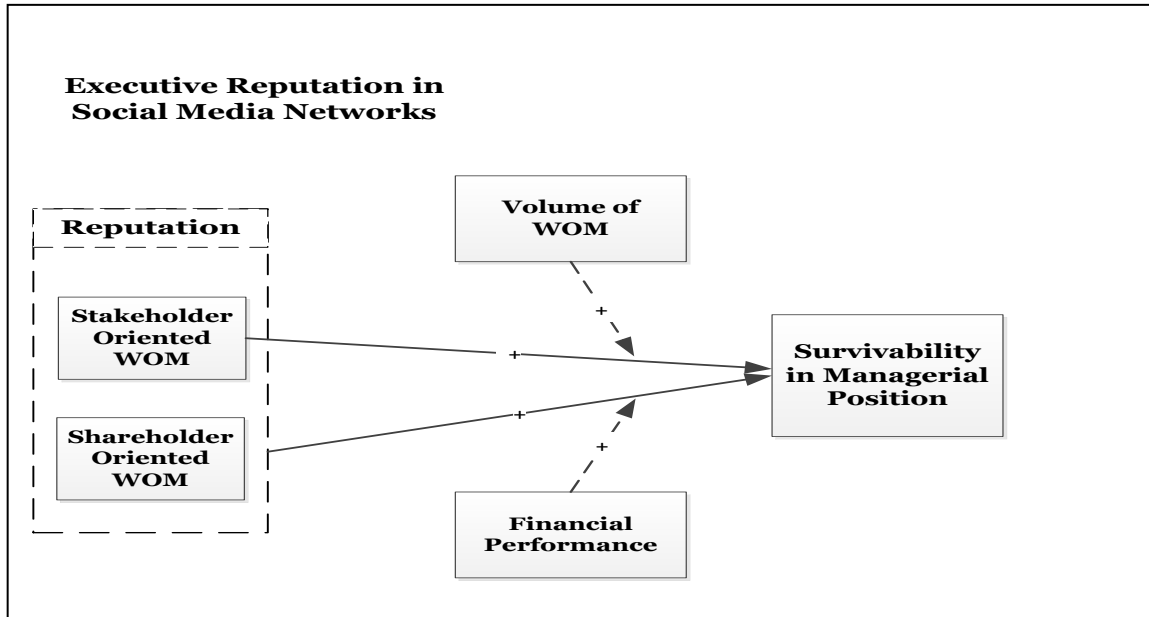 Executive Reputation in
Social Media Networks
Volume of
WOM
Reputation
Stakeholder
Oriented
WOM
+
+
Survivability
in Managerial
Position
Shareholder
Oriented
WOM
+
+
Financial
Performance